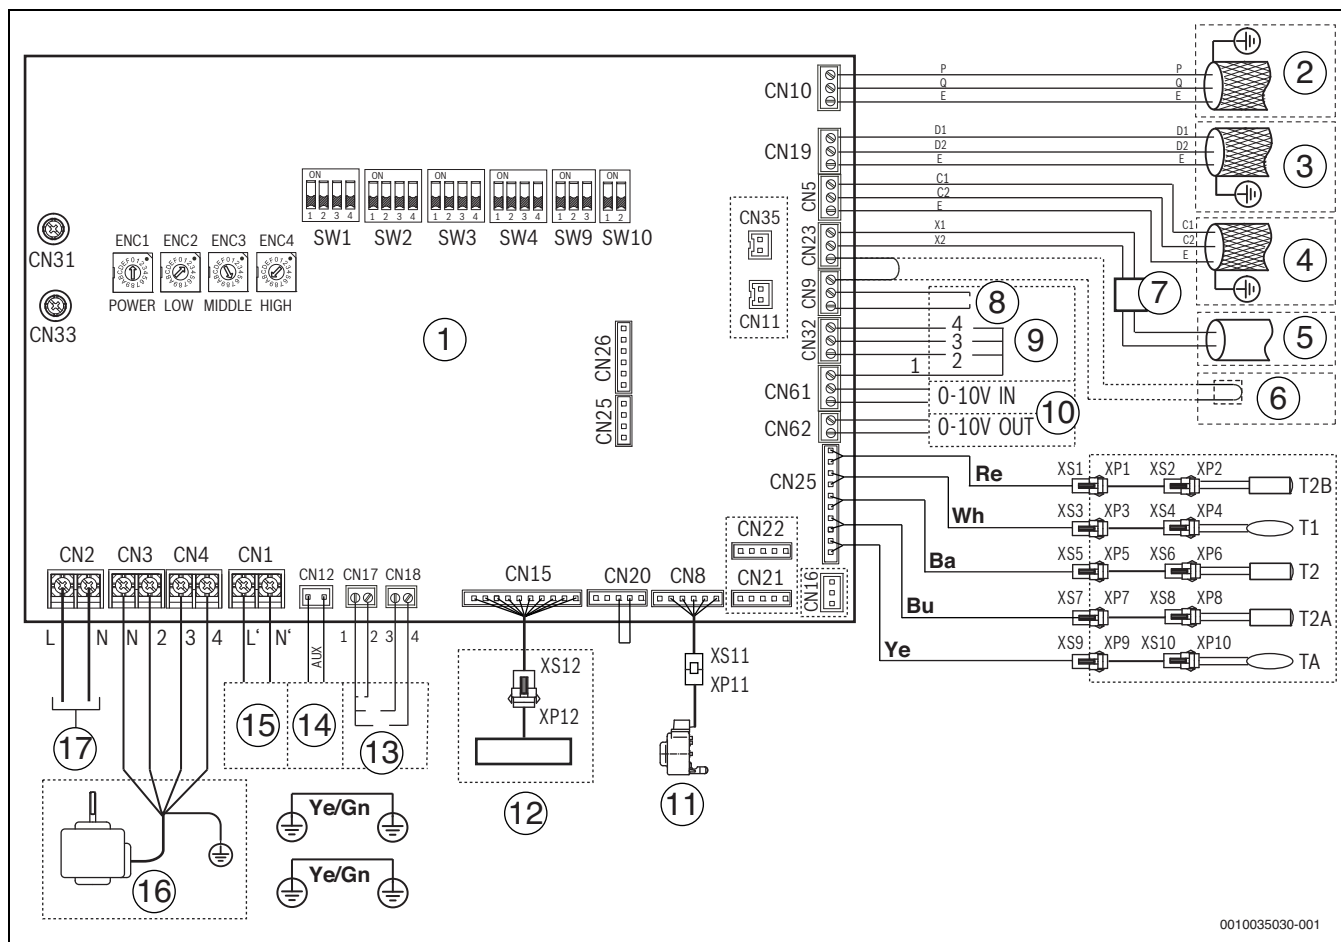 CN10
P
P
Q
Q
E
E
2
CN19
D1
D1
D2
D2
E
E
3
CN5
C1
C2
E
C1
C2
E
4
CN35
CN11
CN23
X1
X2
7
5
CN9
8
6
CN32
4
3
2
1
9
CN61
0-10V IN
10
CN62
0-10V OUT
ON
1 2 3 4
SW1
ON
1 2 3 4
SW2
ON
1 2 3 4
SW3
ON
1 2 3 4
SW4
ON
1 2 3
SW9
ON
1 2
SW10
CN31
CN33
ENC1 ENC2 ENC3 ENC4
0123456789ABCDEF
0123456789ABCDEF
0123456789ABCDEF
0123456789ABCDEF
POWER LOW MIDDLE HIGH
1
CN26
CN25
CN25
Re
XS1 XP1 XS2 XP2
T2B
Wh
XS3 XP3 XS4 XP4
T1
Ba
XS5 XP5 XS6 XP6
T2
Bu
XS7 XP7 XS8 XP8
T2A
Ye
XS9 XP9 XS10 XP10
TA
CN22
CN21
CN16
CN2 CN3 CN4 CN1
CN12 CN17 CN18
CN15 CN20 CN8
L N N 2 3 4 L' N'
AUX
1 2 3 4
17
15
14
13
XS12
XP12
12
XS11
XP11
11
16
Ye/Gn
Ye/Gn
0010035030-001